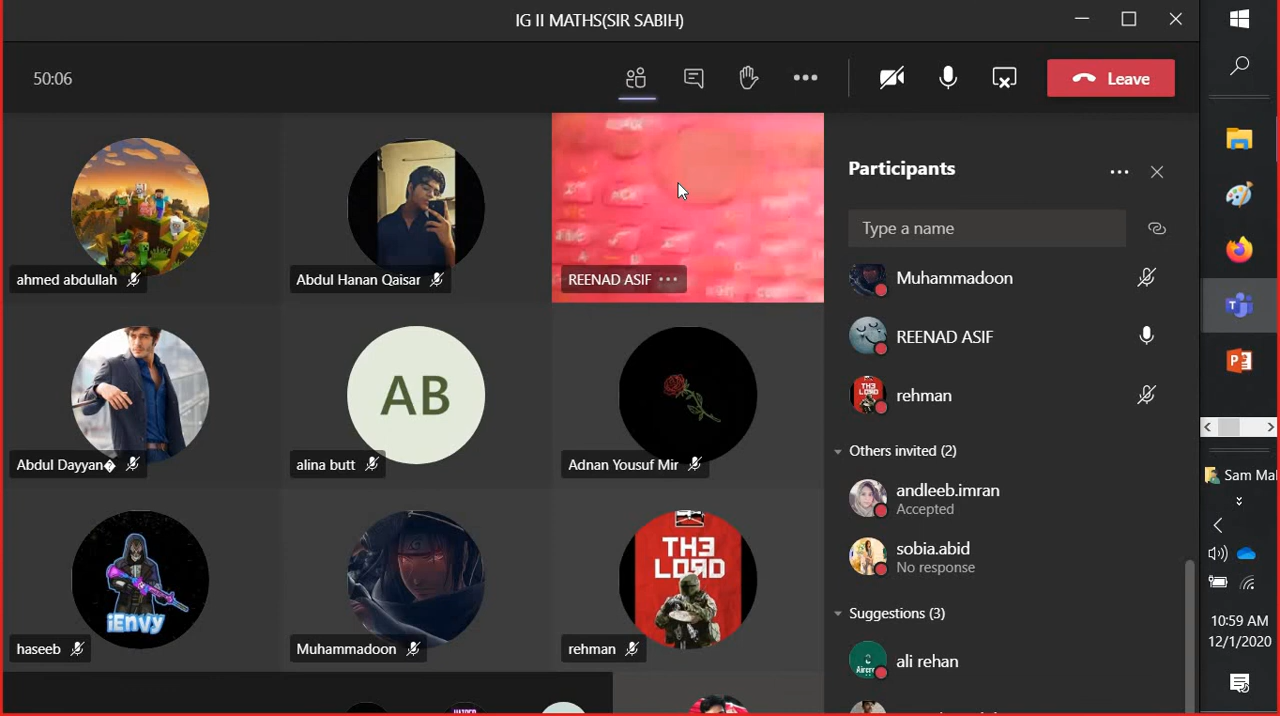 IG II MATHS(SIR SABIH)
50:06
Leave
ahmed abdullah
Abdul Hanan Qaisar
REENAD ASIF
Abdul Dayyan�
AB
alina butt
Adnan Yousuf Mir
iEnvy
haseeb
Muhammadoon
TH3
LORD
rehman
Participants
Type a name
Muhammadoon
REENAD ASIF
TH3
LORD
rehman
Others invited (2)
andleeb.imran
Accepted
sobia.abid
No response
Suggestions (3)
ali rehan
Sam Mal
10:59 AM
12/1/2020